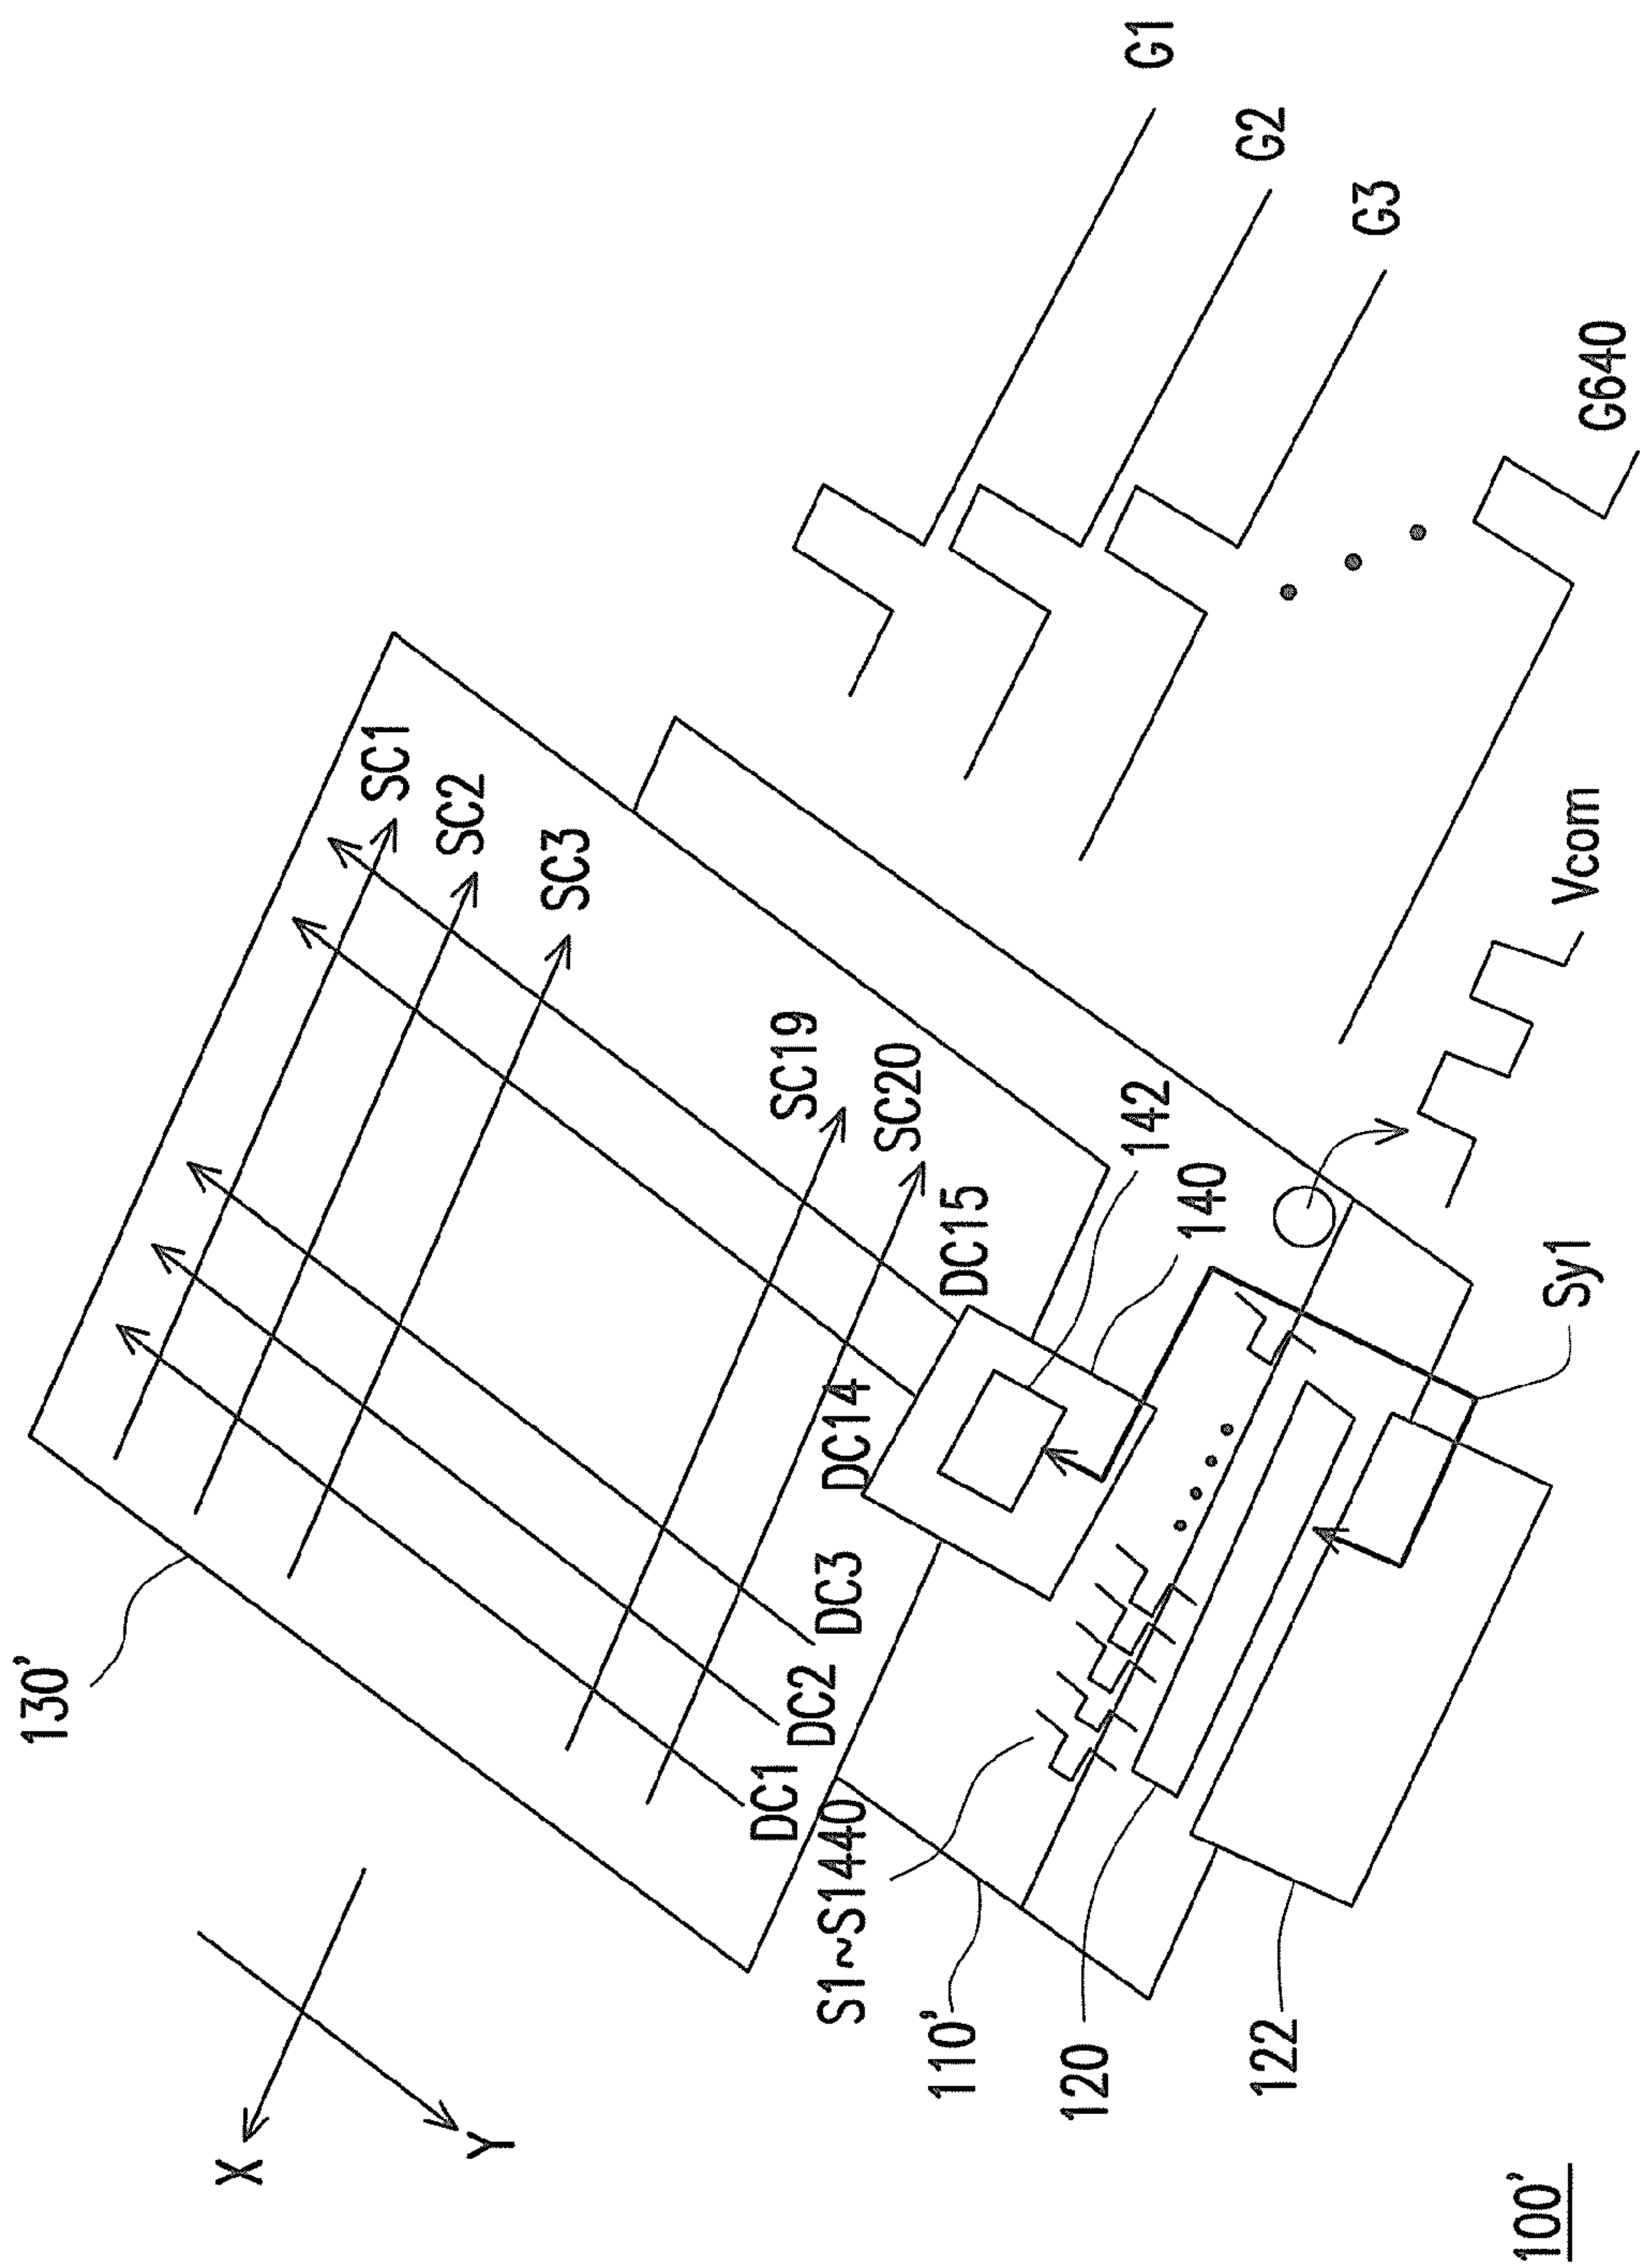 130'
X
Y
SC1
SC2
SC3
SC19
SC20
DC1
DC2
DC3
DC14
DC15
G1
G2
G3
G640
Vcom
142
140
Sy1
S1~S1440
110'
120
122
100'